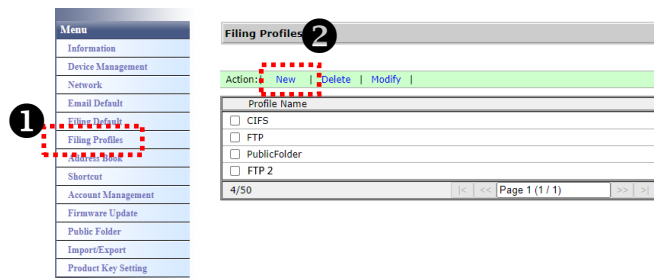 Menu
Information
Device Management
Network
Email Default
Filing Default
Filing Profiles
Address Book
Shortcut
Account Management
Firmware Update
Public Folder
Import/Export
Product Key Setting
1
Filing Profiles
2
Action: New | Delete | Modify |
Profile Name
CIFS
FTP
PublicFolder
FTP 2
4/50 |< << Page 1 (1 / 1) >> >|